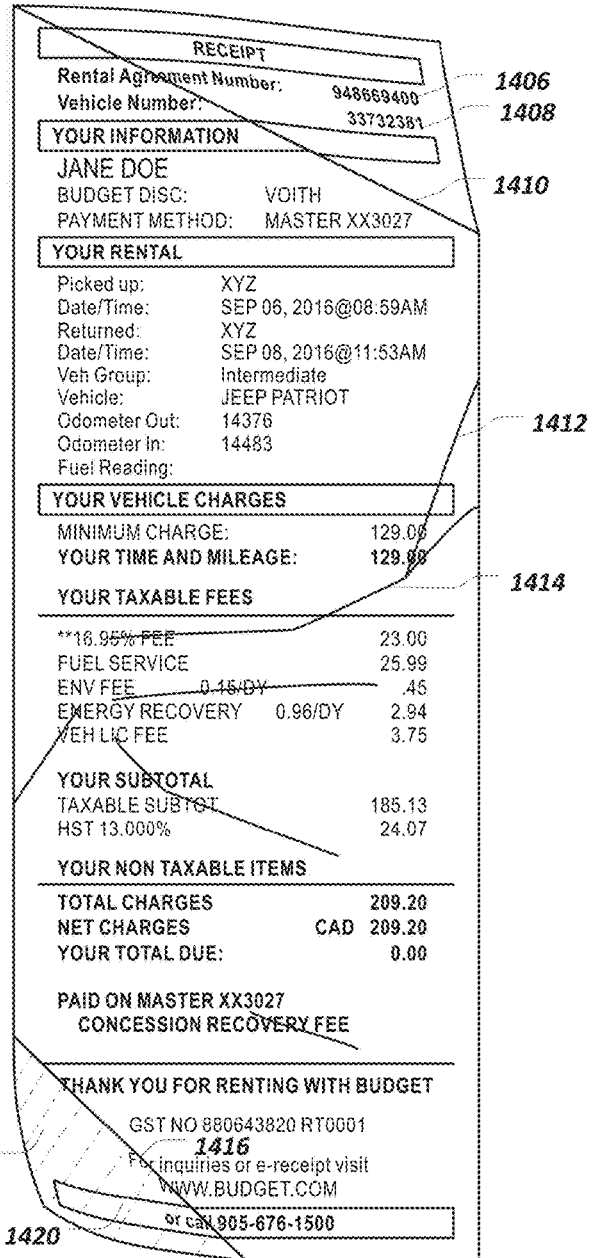 RECEIPT
Rental Agreement Number: 948669400 1406
Vehicle Number: 33732381 1408
YOUR INFORMATION
JANE DOE 1410
BUDGET DISC: VOITH
PAYMENT METHOD: MASTER XX3027
YOUR RENTAL
Picked up: XYZ
Date/Time: SEP 06, 2016@08:59AM
Returned: XYZ
Date/Time: SEP 08, 2016@11:53AM
Veh Group: Intermediate
Vehicle: JEEP PATRIOT
Odometer Out: 14376 1412
Odometer In: 14483
Fuel Reading:
YOUR VEHICLE CHARGES
MINIMUM CHARGE: 129.00
YOUR TIME AND MILEAGE: 129.00
1414
YOUR TAXABLE FEES
**16.95% FEE 23.00
FUEL SERVICE 25.99
ENV FEE 0.15/DY .45
ENERGY RECOVERY 0.96/DY 2.94
VEH LIC FEE 3.75
YOUR SUBTOTAL
TAXABLE SUBTOT 185.13
HST 13.000% 24.07
YOUR NON TAXABLE ITEMS
TOTAL CHARGES 209.20
NET CHARGES CAD 209.20
YOUR TOTAL DUE: 0.00
PAID ON MASTER XX3027
CONCESSION RECOVERY FEE
THANK YOU FOR RENTING WITH BUDGET
GST NO 880643820 RT0001
1416
For inquiries or e-receipt visit
WWW.BUDGET.COM
or call 905-676-1500
1420